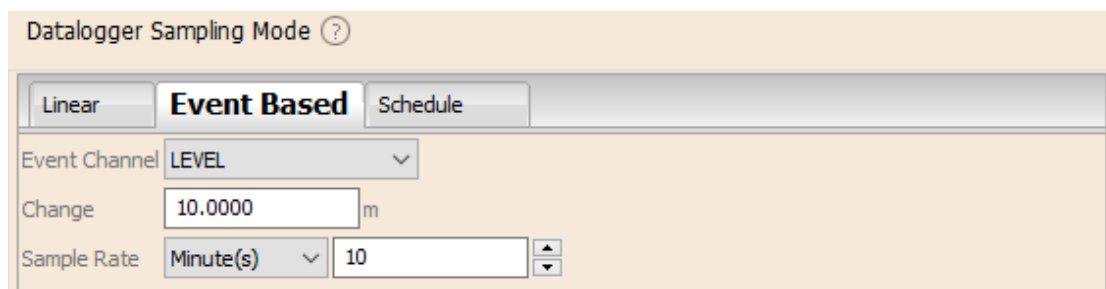 Datalogger Sampling Mode ?
Linear Event Based Schedule
Event Channel LEVEL
Change 10.0000 m
Sample Rate Minute(s) 10